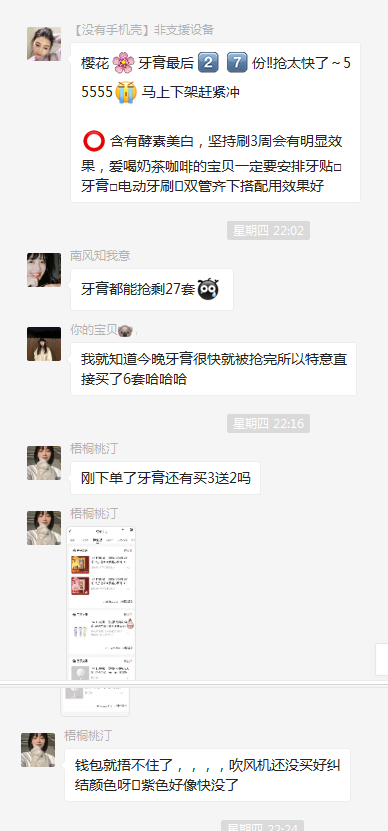 【没有手机壳】非支援设备
樱花🌸牙膏最后2️⃣ 7️⃣份‼抢太快了～5
5555😭马上下架赶紧冲
⭕含有酵素美白，坚持刷3周会有明显效
果，爱喝奶茶咖啡的宝贝一定要安排牙贴□
牙膏□电动牙刷▯双管齐下搭配用效果好
星期四 22:02
南风知我意
牙膏都能抢剩27套
你的宝贝🐶,
我就知道今晚牙膏很快就被抢完所以特意直
接买了6套哈哈哈
星期四 22:16
梧桐桃汀
刚下单了牙膏还有买3送2吗
梧桐桃汀
梧桐桃汀
钱包就捂不住了，，，，吹风机还没买好纠
结颜色呀▯紫色好像快没了
星期四 22:24